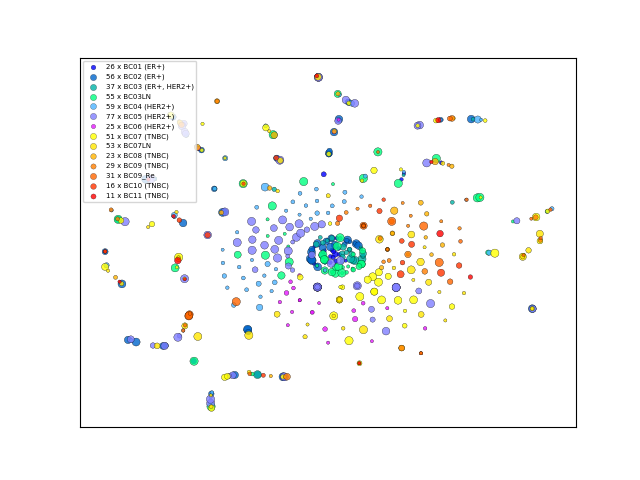 26 x BC01 (ER+)
56 x BC02 (ER+)
37 x BC03 (ER+, HER2+)
55 x BC03LN
59 x BC04 (HER2+)
77 x BC05 (HER2+)
25 x BC06 (HER2+)
51 x BC07 (TNBC)
53 x BC07LN
23 x BC08 (TNBC)
29 x BC09 (TNBC)
31 x BC09_Re
16 x BC10 (TNBC)
11 x BC11 (TNBC)